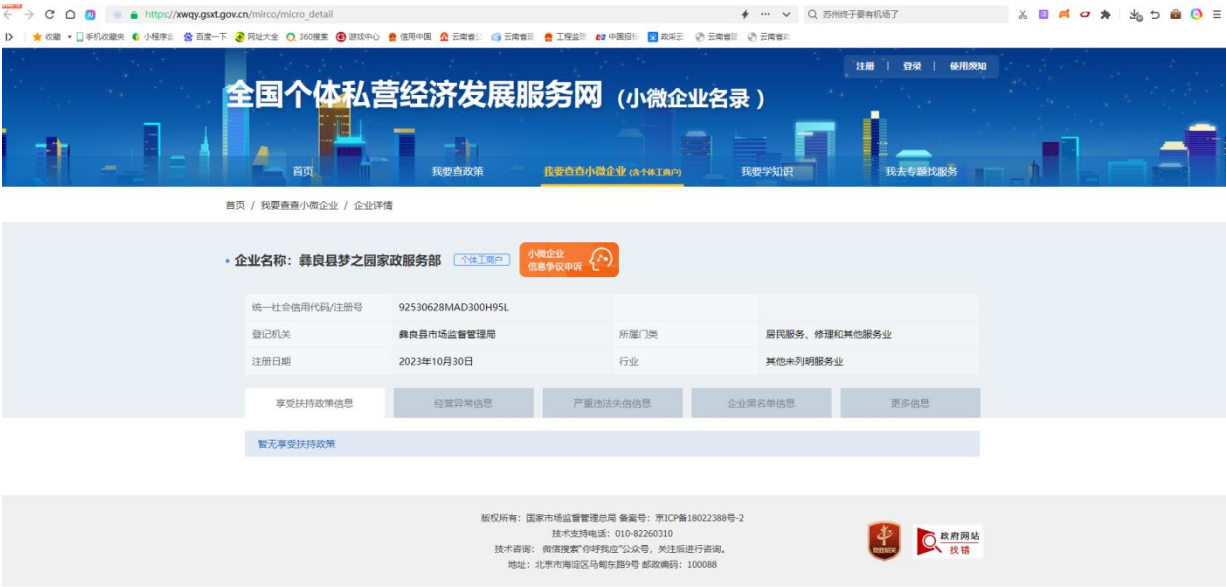 https://xwqy.gsxt.gov.cn/mirco/micro_detail
苏州终于要有机场了
收藏 手机收藏夹 小程序 百度一下 网址大全 360搜索 游戏中心 信用中国 云南省 云南省 工程监 中国招 政采云 云南省 云南省
注册 | 登录 | 使用须知
全国个体私营经济发展服务网 (小微企业名录)
首页 我要查政策 我要查查小微企业 (含个体工商户) 我要学知识 我去专题找服务
首页 / 我要查查小微企业 / 企业详情
• 企业名称：彝良县梦之园家政服务部 个体工商户 小微企业
信息争议申诉
统一社会信用代码/注册号 92530628MAD300H95L
登记机关 彝良县市场监督管理局 所属门类 居民服务、修理和其他服务业
注册日期 2023年10月30日 行业 其他未列明服务业
享受扶持政策信息 经营异常信息 严重违法失信信息 企业黑名单信息 更多信息
暂无享受扶持政策
版权所有：国家市场监督管理总局 备案号：京ICP备18022388号-2
技术支持电话：010-82260310
技术咨询： 微信搜索"你呼我应"公众号，关注后进行咨询。
地址：北京市海淀区马甸东路9号 邮政编码：100088
党政机关
政府网站
找错